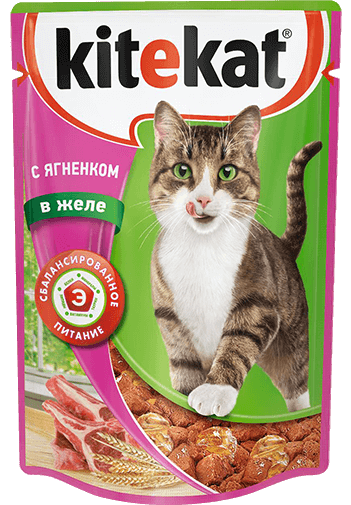 kitekat®
С ЯГНЕНКОМ
В ЖЕЛЕ
СБАЛАНСИРОВАННОЕ
Э
ПИТАНИЕ